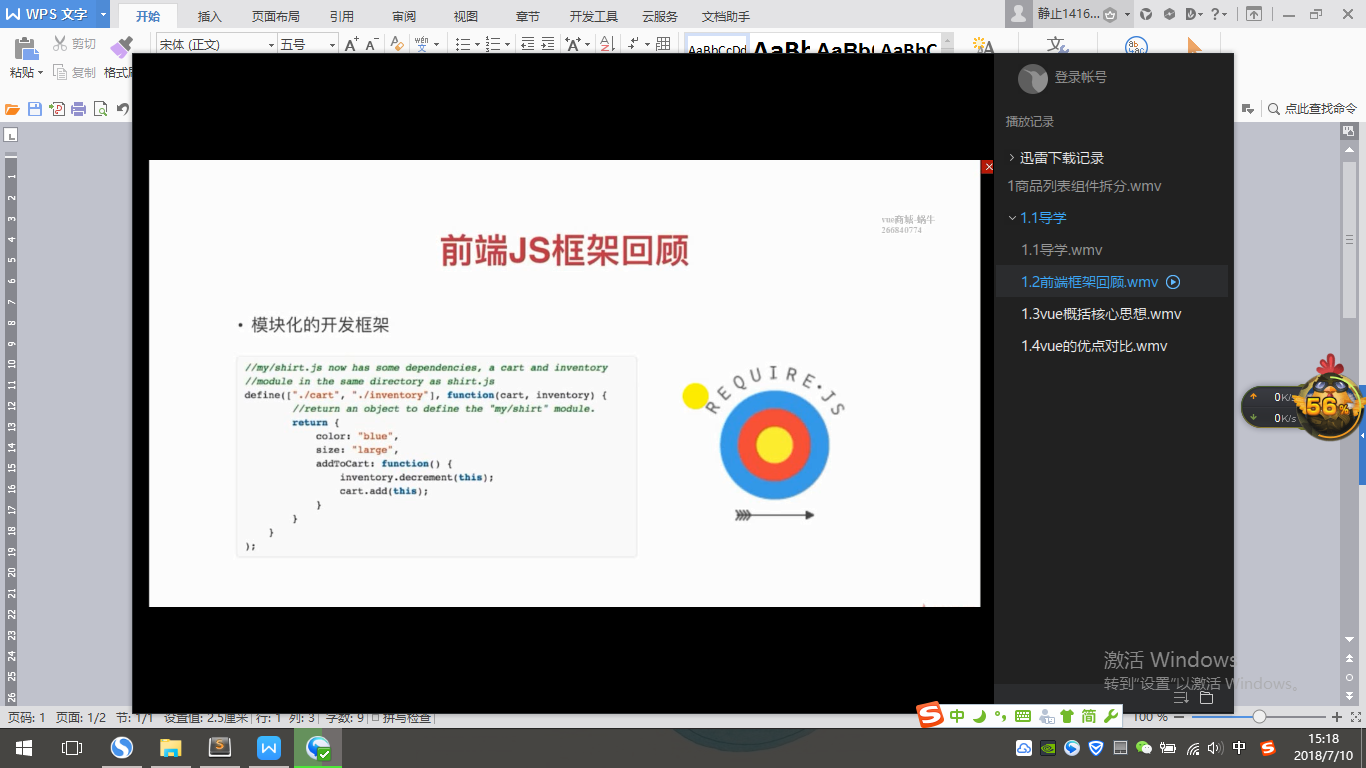 WPS 文字
开始
插入
页面布局
引用
审阅
视图
章节
开发工具
云服务
文档助手
静止1416...
粘贴
剪切
复制
宋体 (正文)
五号
AaBbCcDd
点此查找命令
登录帐号
播放记录
迅雷下载记录
1商品列表组件拆分.wmv
1.1导学
1.1导学.wmv
1.2前端框架回顾.wmv
1.3vue概括核心思想.wmv
1.4vue的优点对比.wmv
vue商城-蜗牛
266840774
前端JS框架回顾
• 模块化的开发框架
//my/shirt.js now has some dependencies, a cart and inventory
//module in the same directory as shirt.js
define(["./cart", "./inventory"], function(cart, inventory) {
//return an object to define the "my/shirt" module.
return {
color: "blue",
size: "large",
addToCart: function() {
inventory.decrement(this);
cart.add(this);
}
}
}
);
REQUIRE.JS
0K/s
0K/s
56%
激活 Windows
转到“设置”以激活 Windows。
页码: 1 页面: 1/2 节: 1/1 设置值: 2.5厘米 行: 1 列: 3 字数: 9 拼写检查
中
简
100 %
中
15:18
2018/7/10